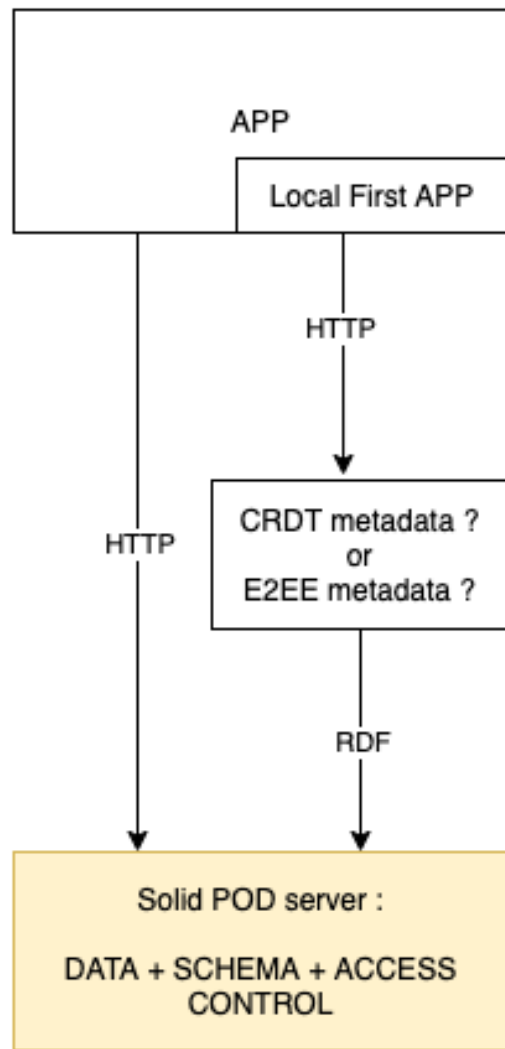 APP
Local First APP
HTTP
CRDT metadata ?
or
E2EE metadata ?
HTTP
RDF
Solid POD server :
DATA + SCHEMA + ACCESS
CONTROL